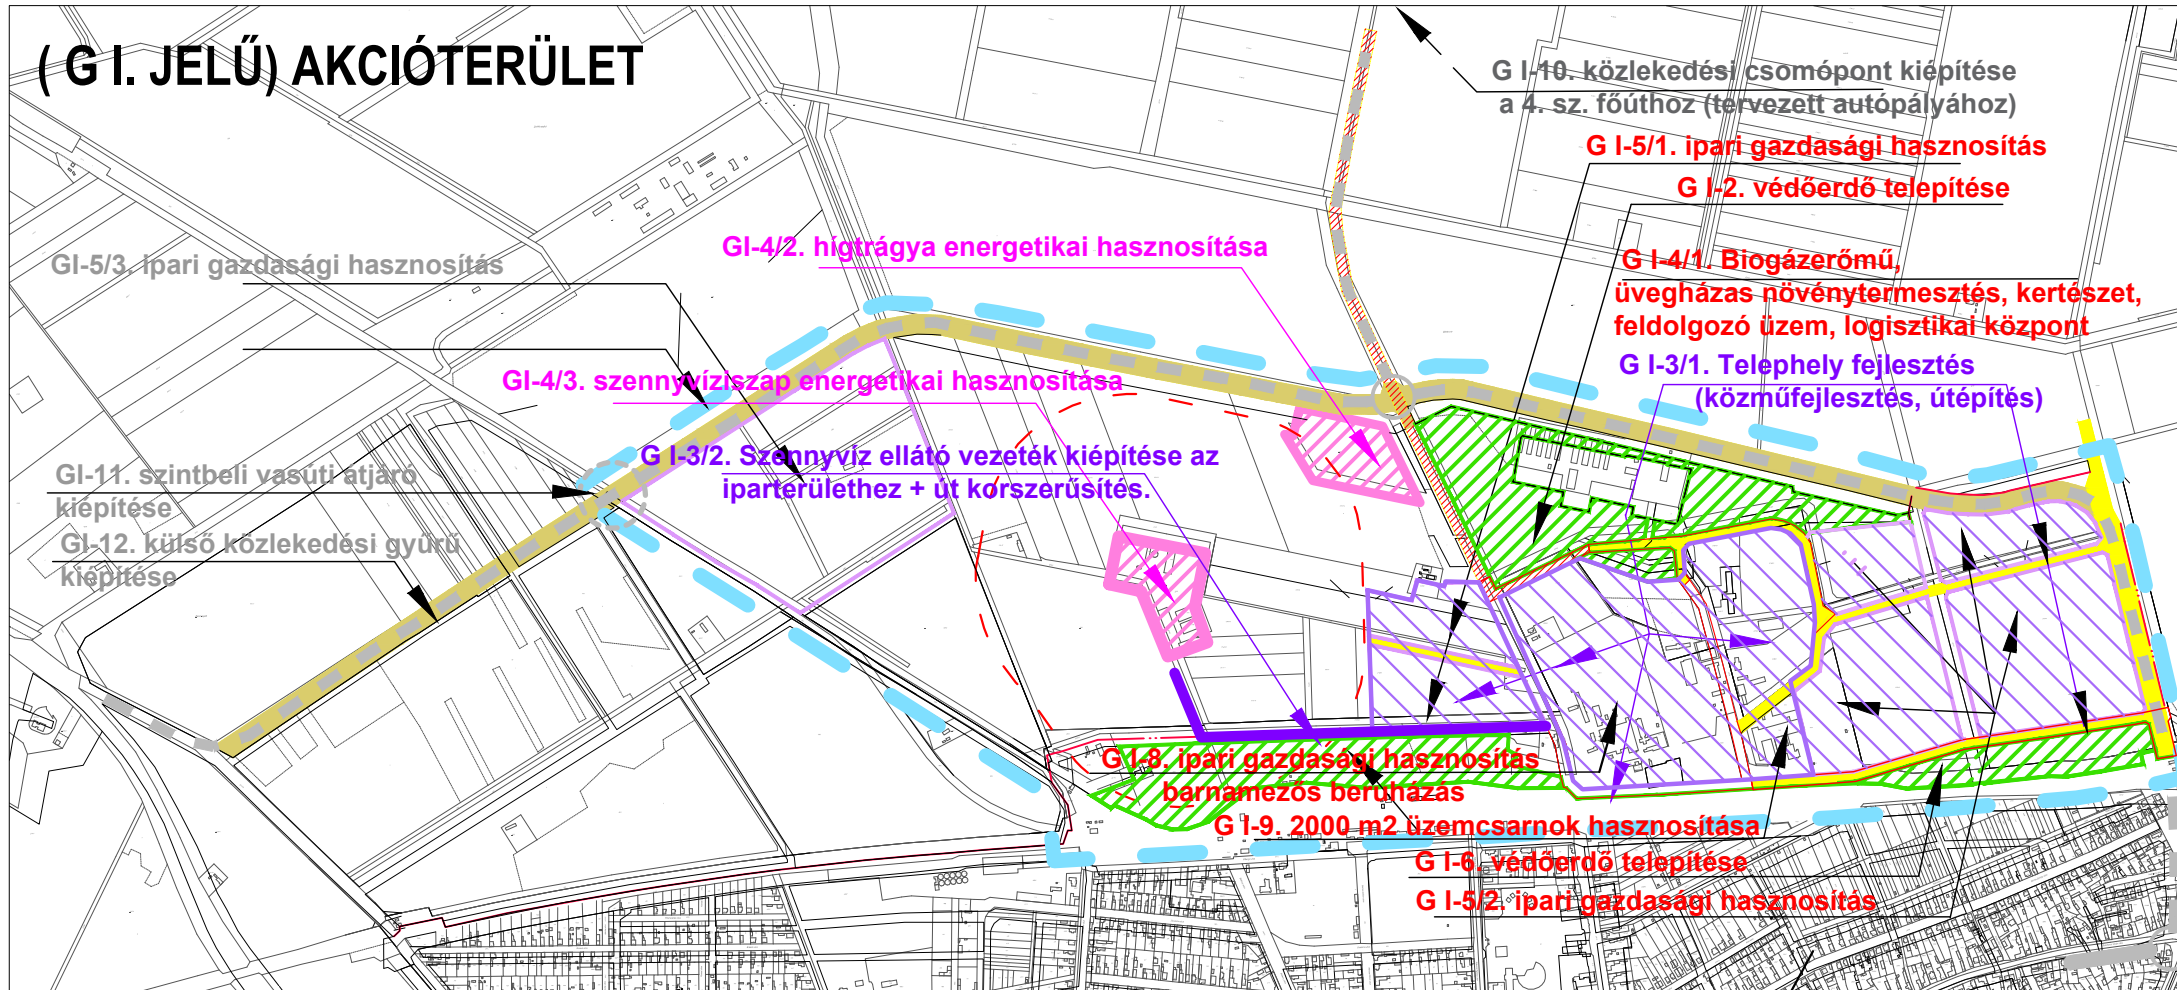 ( G I. JELŰ) AKCIÓTERÜLET
G I-10. közlekedési csomópont kiépítése
a 4. sz. főúthoz (tervezett autópályához)
G I-5/1. ipari gazdasági hasznosítás
G I-2. védőerdő telepítése
GI-4/2. hígtrágya energetikai hasznosítása
GI-5/3. ipari gazdasági hasznosítás
G I-4/1. Biogázerőmű,
üvegházas növénytermesztés, kertészet,
feldolgozó üzem, logisztikai központ
G I-3/1. Telephely fejlesztés
(közműfejlesztés, útépítés)
GI-4/3. szennyvíziszap energetikai hasznosítása
G I-3/2. Szennyvíz ellátó vezeték kiépítése az
iparterülethez + út korszerűsítés.
GI-11. szintbeli vasúti atjáró
kiépítése
GI-12. külső közlekedési gyűrű
kiépítése
G I-8. ipari gazdasági hasznosítás
barnamezős beruházás
G I-9. 2000 m2 üzemcsarnok hasznosítása
G I-6. védőerdő telepítése
G I-5/2. ipari gazdasági hasznosítás